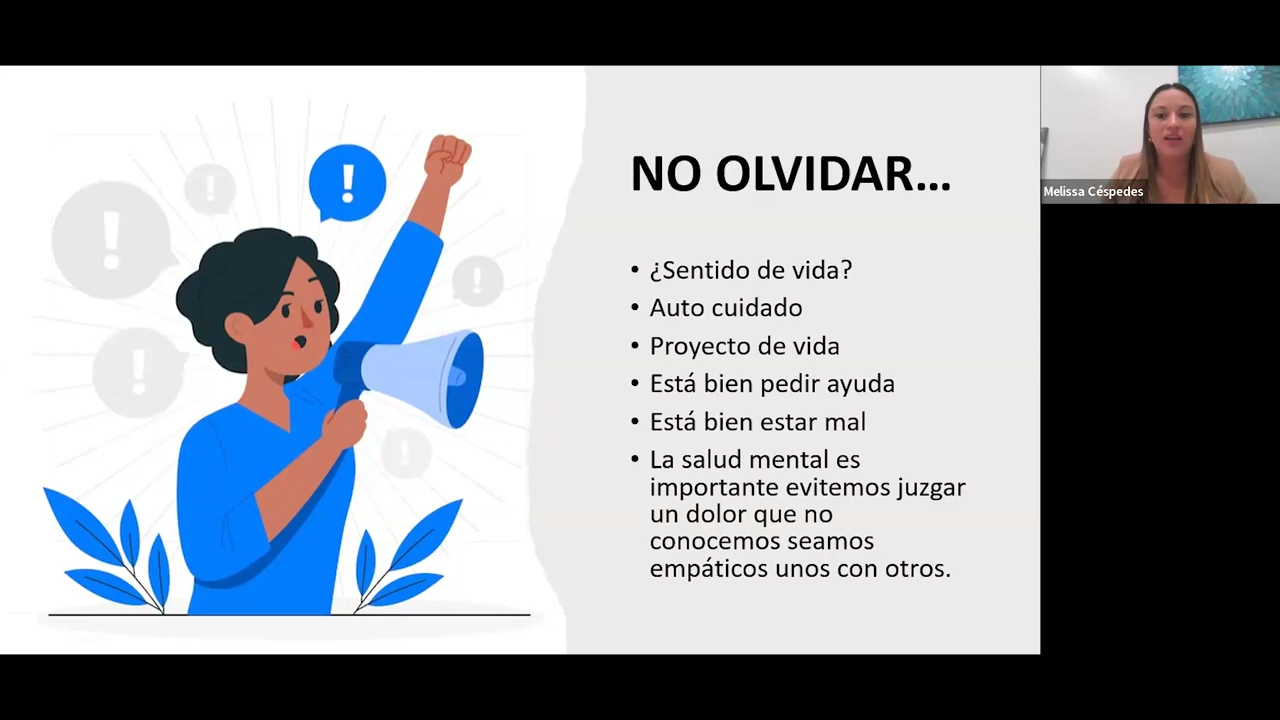 NO OLVIDAR...
• ¿Sentido de vida?
• Auto cuidado
• Proyecto de vida
• Está bien pedir ayuda
• Está bien estar mal
• La salud mental es
importante evitemos juzgar
un dolor que no
conocemos seamos
empáticos unos con otros.
Melissa Céspedes
!
!
!
!
!
!